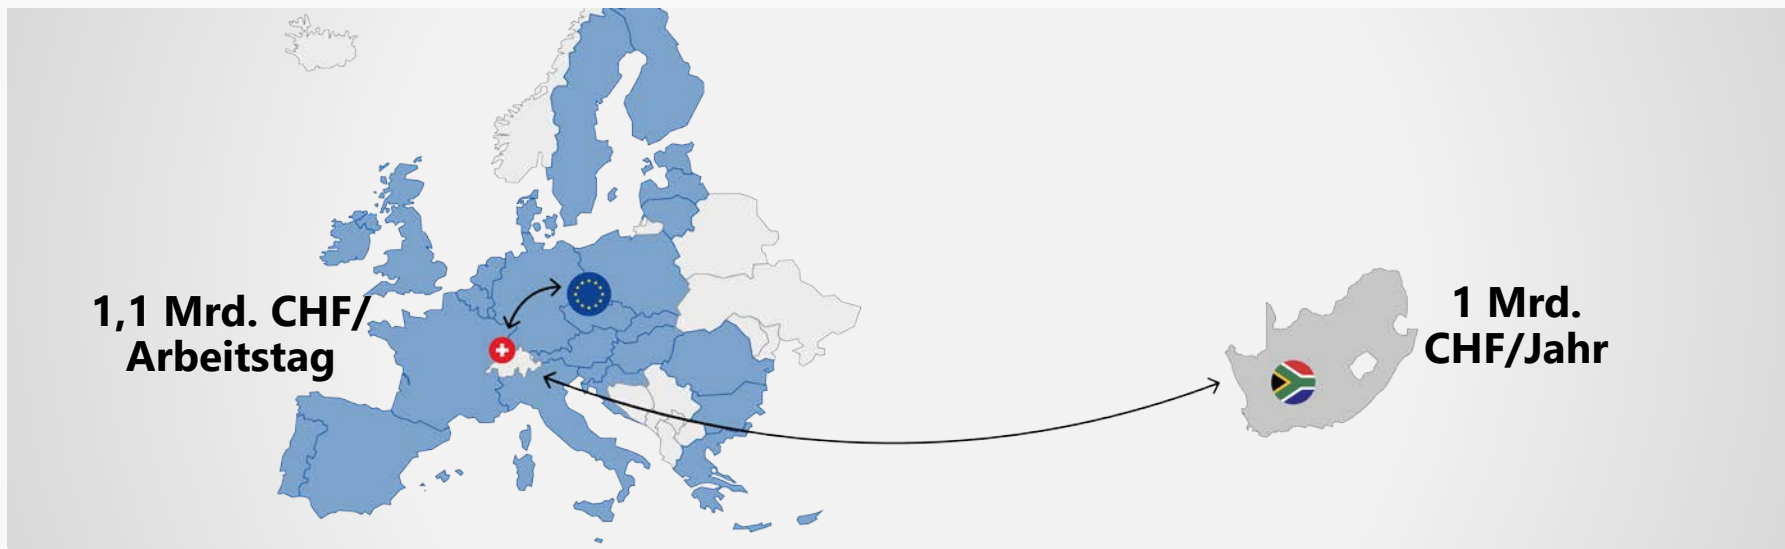 1,1 Mrd. CHF/
Arbeitstag
1 Mrd.
CHF/Jahr